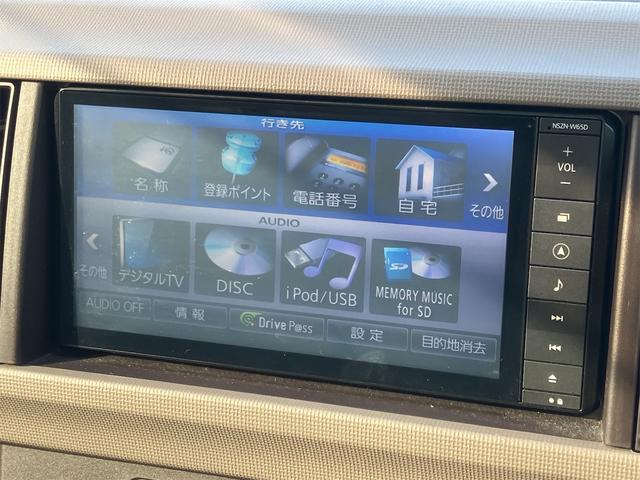 NSZN-W65D
行き先
名称
登録ポイント
電話番号
自宅
その他
AUDIO
その他
デジタルTV
DISC
iPod/USB
MEMORY MUSIC
for SD
AUDIO OFF
情報
Drive P@ss
設定
目的地消去
+
VOL
−